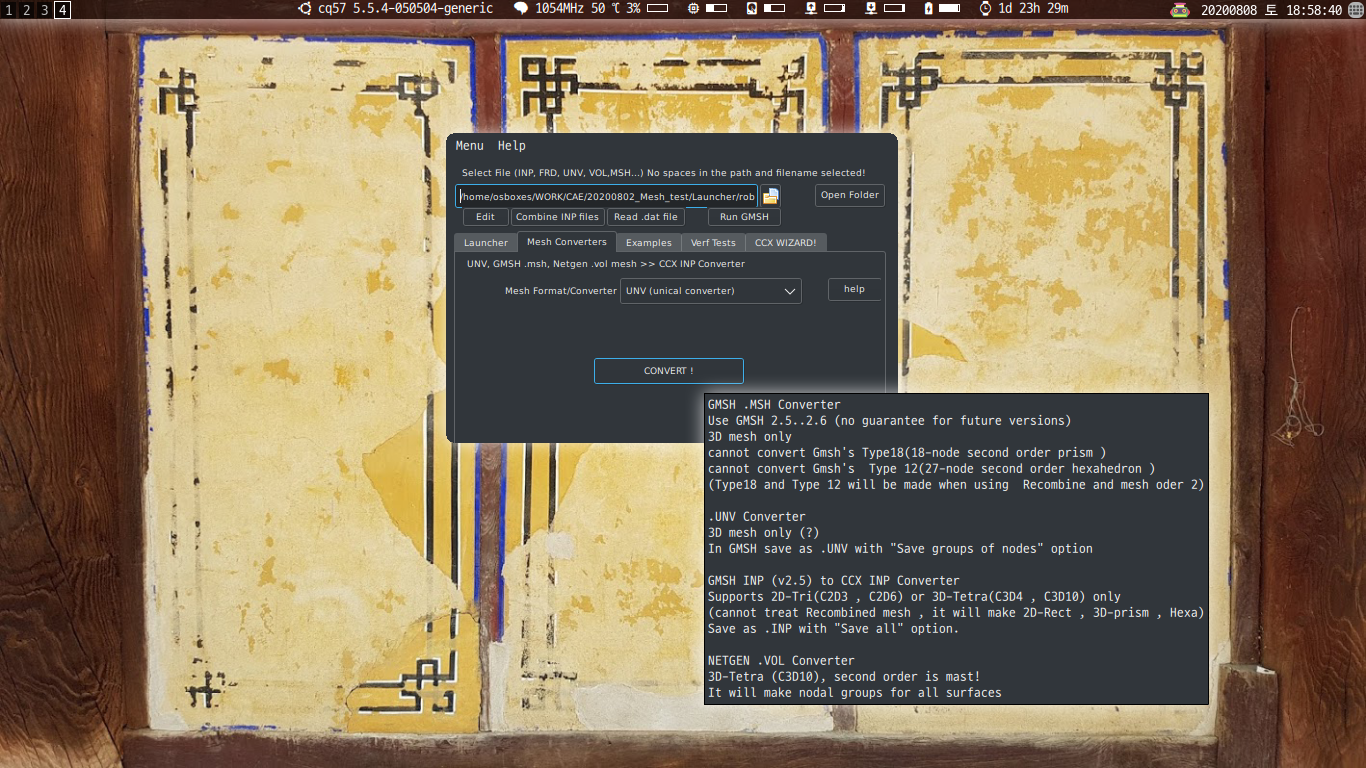 1 2 3 4 cq57 5.5.4-050504-generic 1054MHz 50 ℃ 3% 1d 23h 29m 20200808 토 18:58:40
Menu Help
Select File (INP, FRD, UNV, VOL,MSH...) No spaces in the path and filename selected!
/home/osboxes/WORK/CAE/20200802_Mesh_test/Launcher/rob Open Folder
Edit Combine INP files Read .dat file Run GMSH
Launcher Mesh Converters Examples Verf Tests CCX WIZARD!
UNV, GMSH .msh, Netgen .vol mesh >> CCX INP Converter
Mesh Format/Converter UNV (unical converter) help
CONVERT !
GMSH .MSH Converter
Use GMSH 2.5..2.6 (no guarantee for future versions)
3D mesh only
cannot convert Gmsh's Type18(18-node second order prism )
cannot convert Gmsh's  Type 12(27-node second order hexahedron )
(Type18 and Type 12 will be made when using  Recombine and mesh oder 2)
.UNV Converter
3D mesh only (?)
In GMSH save as .UNV with "Save groups of nodes" option
GMSH INP (v2.5) to CCX INP Converter
Supports 2D-Tri(C2D3 , C2D6) or 3D-Tetra(C3D4 , C3D10) only
(cannot treat Recombined mesh , it will make 2D-Rect , 3D-prism , Hexa)
Save as .INP with "Save all" option.
NETGEN .VOL Converter
3D-Tetra (C3D10), second order is mast!
It will make nodal groups for all surfaces